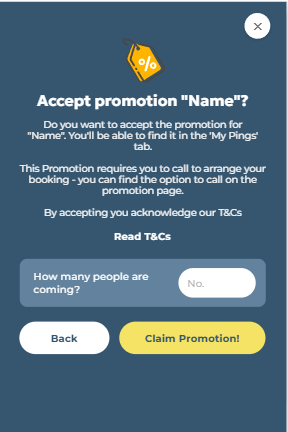 ×
%
Accept promotion "Name"?
Do you want to accept the promotion for
"Name". You'll be able to find it in the 'My Pings'
tab.
This Promotion requires you to call to arrange your
booking - you can find the option to call on the
promotion page.
By accepting you acknowledge our T&Cs
Read T&Cs
How many people are
coming?
No.
Back
Claim Promotion!